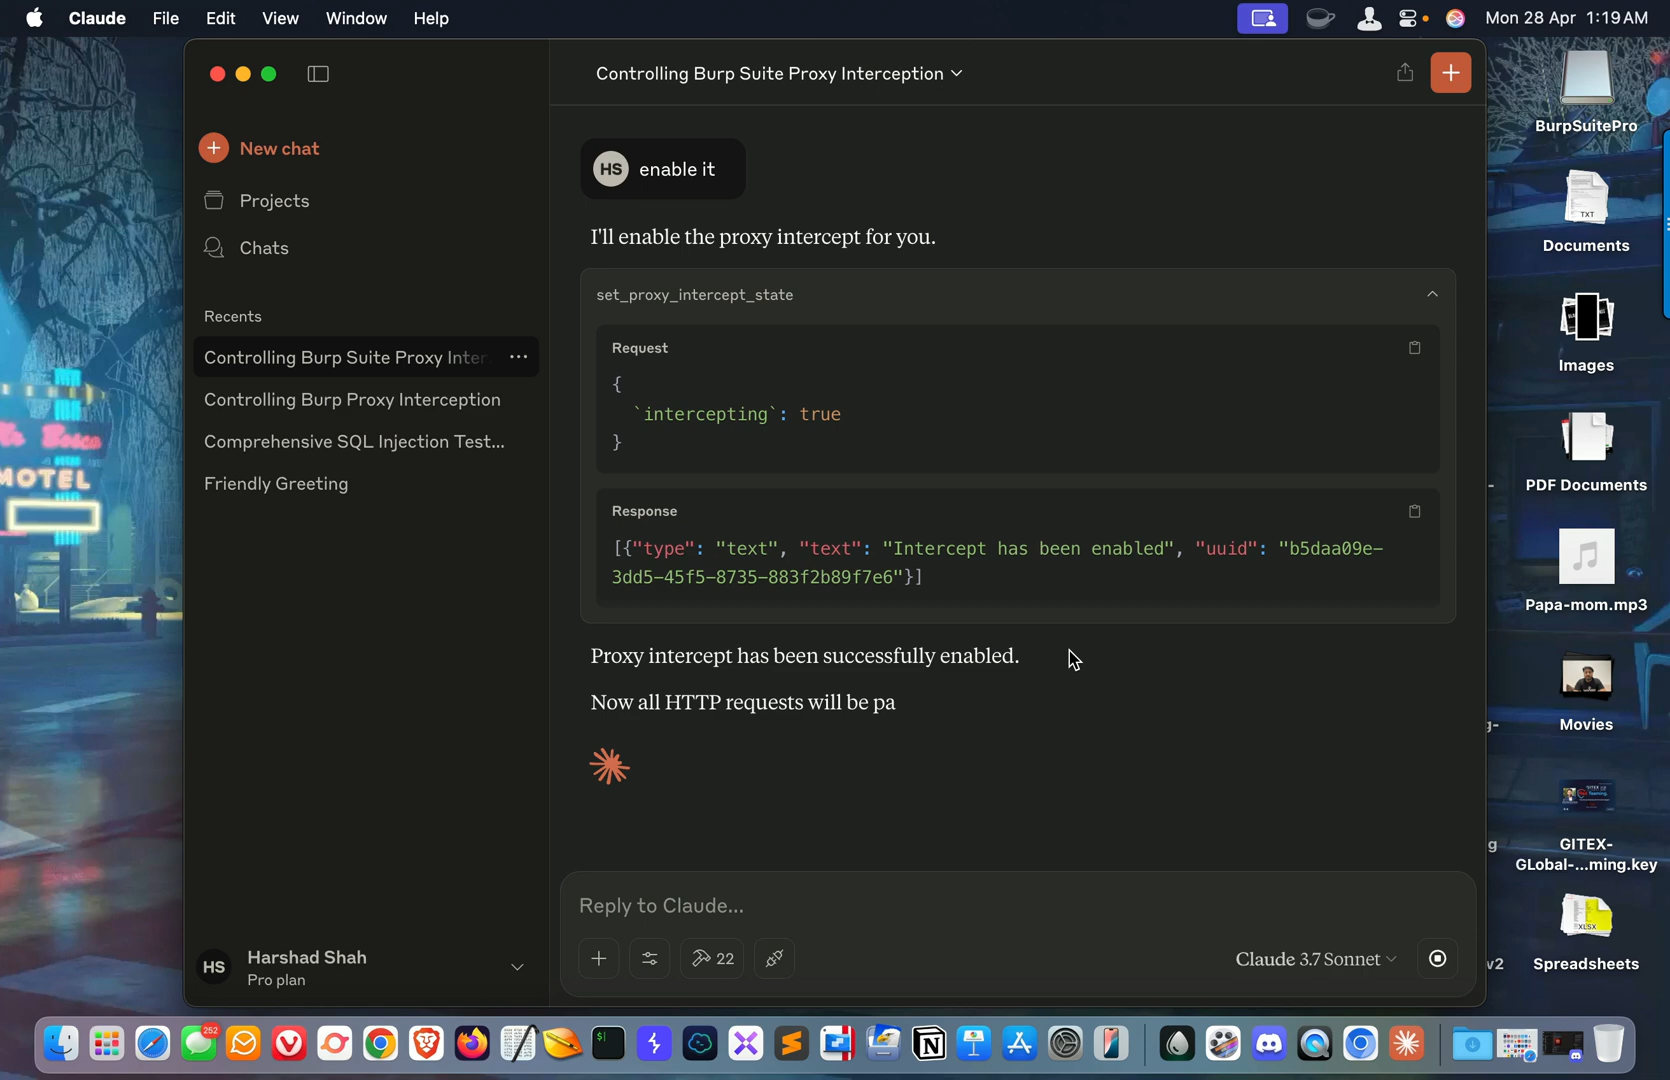 Claude File Edit View Window Help Mon 28 Apr 1:19 AM
Controlling Burp Suite Proxy Interception
New chat
Projects
Chats
Recents
Controlling Burp Suite Proxy Inter
Controlling Burp Proxy Interception
Comprehensive SQL Injection Test...
Friendly Greeting
Harshad Shah
Pro plan
HS
HS enable it
I'll enable the proxy intercept for you.
set_proxy_intercept_state
Request
{
`intercepting`: true
}
Response
[{"type": "text", "text": "Intercept has been enabled", "uuid": "b5daa09e-
3dd5-45f5-8735-883f2b89f7e6"}]
Proxy intercept has been successfully enabled.
Now all HTTP requests will be pa
Reply to Claude...
22
Claude 3.7 Sonnet
BurpSuitePro
TXT
Documents
Images
PDF Documents
Papa-mom.mp3
Movies
GITEX-
GLobal-...ming.key
XLSX
Spreadsheets
-
g-
g
v2
MOTEL
252